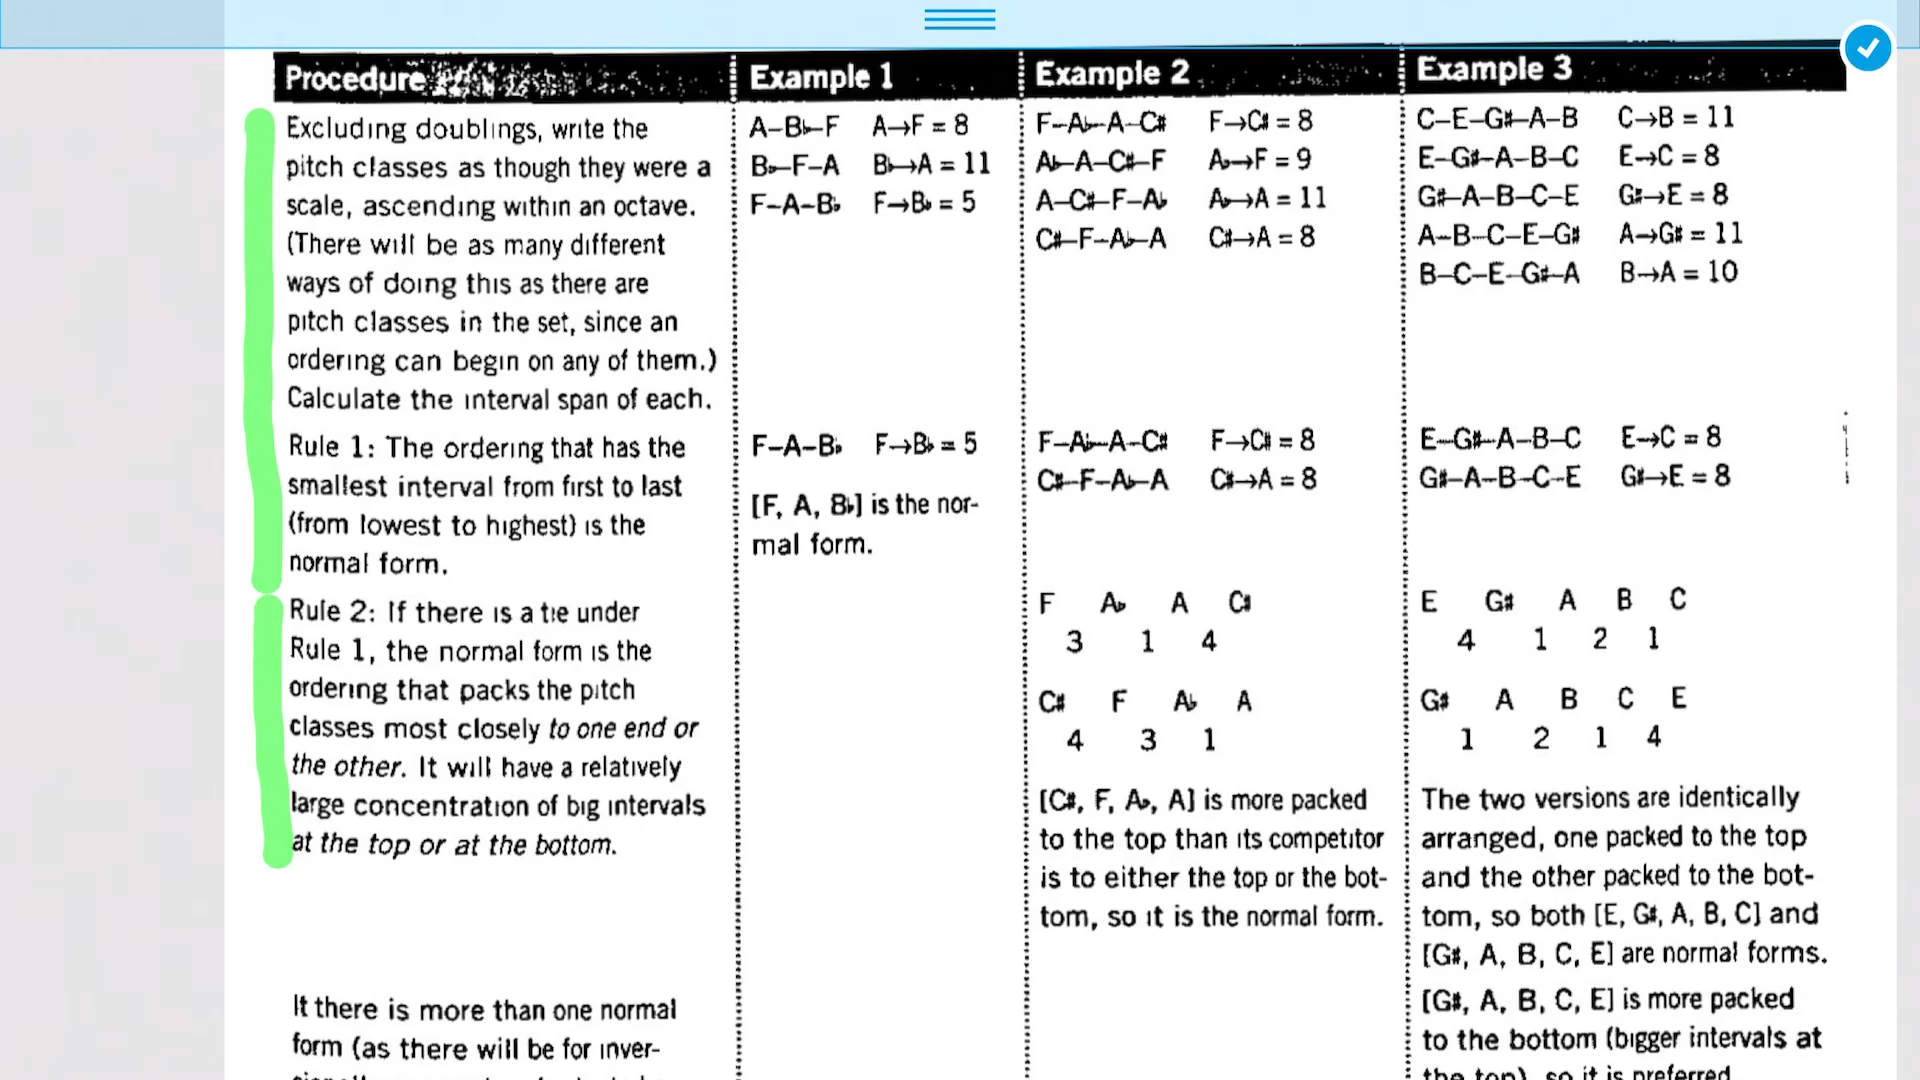 Procedure
Example 1
Example 2
Example 3
Excluding doublings, write the
pitch classes as though they were a
scale, ascending within an octave.
(There will be as many different
ways of doing this as there are
pitch classes in the set, since an
ordering can begin on any of them.)
Calculate the interval span of each.
A–B♭–F A→F = 8
B♭–F–A B♭→A = 11
F–A–B♭ F→B♭ = 5
F–A♭–A–C♯ F→C♯ = 8
A♭–A–C♯–F A♭→F = 9
A–C♯–F–A♭ A♭→A = 11
C♯–F–A♭–A C♯→A = 8
C–E–G♯–A–B C→B = 11
E–G♯–A–B–C E→C = 8
G♯–A–B–C–E G♯→E = 8
A–B–C–E–G♯ A→G♯ = 11
B–C–E–G♯–A B→A = 10
Rule 1: The ordering that has the
smallest interval from first to last
(from lowest to highest) is the
normal form.
F–A–B♭ F→B♭ = 5
[F, A, B♭] is the nor-
mal form.
F–A♭–A–C♯ F→C♯ = 8
C♯–F–A♭–A C♯→A = 8
E–G♯–A–B–C E→C = 8
G♯–A–B–C–E G♯→E = 8
Rule 2: If there is a tie under
Rule 1, the normal form is the
ordering that packs the pitch
classes most closely to one end or
the other. It will have a relatively
large concentration of big intervals
at the top or at the bottom.
F A♭ A C♯
3 1 4
C♯ F A♭ A
4 3 1
[C♯, F, A♭, A] is more packed
to the top than its competitor
is to either the top or the bot-
tom, so it is the normal form.
E G♯ A B C
4 1 2 1
G♯ A B C E
1 2 1 4
The two versions are identically
arranged, one packed to the top
and the other packed to the bot-
tom, so both [E, G♯, A, B, C] and
[G♯, A, B, C, E] are normal forms.
It there is more than one normal
form (as there will be for inver-
[G♯, A, B, C, E] is more packed
to the bottom (bigger intervals at
the top), so it is preferred.